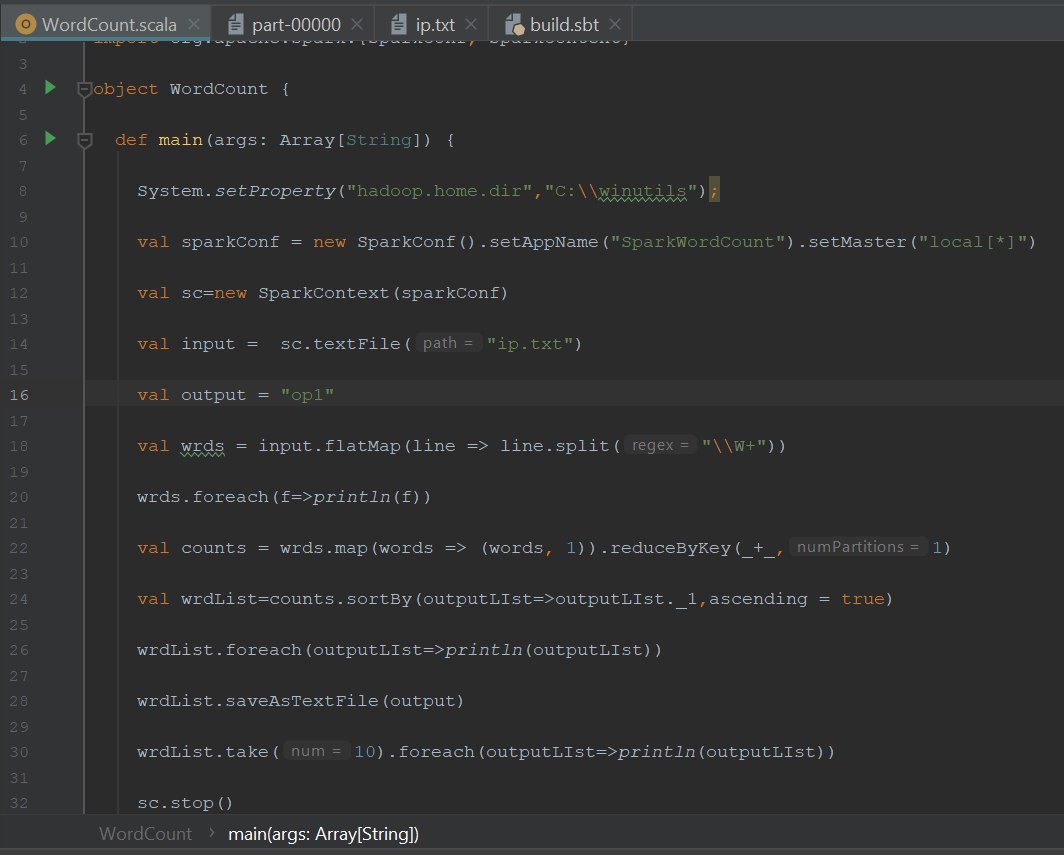 WordCount.scala part-00000 ip.txt build.sbt
import org.apache.spark.{SparkConf, SparkContext}
3
4 object WordCount {
5
6 def main(args: Array[String]) {
7
8 System.setProperty("hadoop.home.dir","C:\\winutils");
9
10 val sparkConf = new SparkConf().setAppName("SparkWordCount").setMaster("local[*]")
11
12 val sc=new SparkContext(sparkConf)
13
14 val input =  sc.textFile( path = "ip.txt")
15
16 val output = "op1"
17
18 val wrds = input.flatMap(line => line.split( regex = "\\W+"))
19
20 wrds.foreach(f=>println(f))
21
22 val counts = wrds.map(words => (words, 1)).reduceByKey(_+_, numPartitions = 1)
23
24 val wrdList=counts.sortBy(outputLIst=>outputLIst._1,ascending = true)
25
26 wrdList.foreach(outputLIst=>println(outputLIst))
27
28 wrdList.saveAsTextFile(output)
29
30 wrdList.take( num = 10).foreach(outputLIst=>println(outputLIst))
31
32 sc.stop()
WordCount › main(args: Array[String])